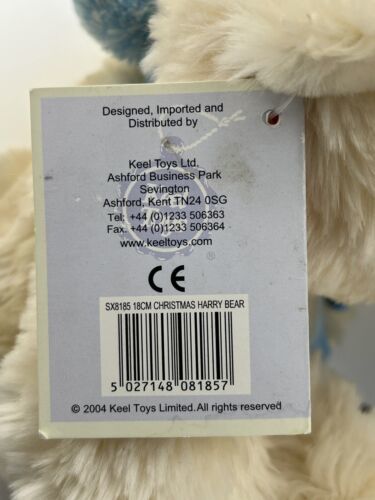 Designed, Imported and
Distributed by
Keel Toys Ltd.
Ashford Business Park
Sevington
Ashford, Kent TN24 0SG
Tel: +44 (0)1233 506363
Fax. +44 (0)1233 506364
www.keeltoys.com
CE
®
SX8185 18CM CHRISTMAS HARRY BEAR
5 027148 081857
© 2004 Keel Toys Limited. All rights reserved